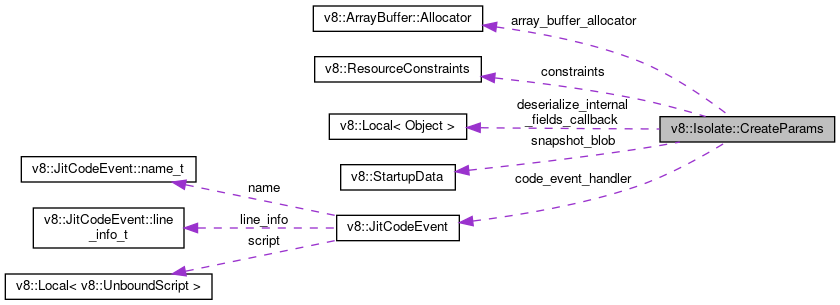 v8::ArrayBuffer::Allocator
array_buffer_allocator
v8::ResourceConstraints
constraints
v8::Local< Object >
deserialize_internal
_fields_callback
v8::Isolate::CreateParams
snapshot_blob
v8::StartupData
code_event_handler
v8::JitCodeEvent::name_t
name
v8::JitCodeEvent::line
_info_t
line_info
v8::JitCodeEvent
script
v8::Local< v8::UnboundScript >